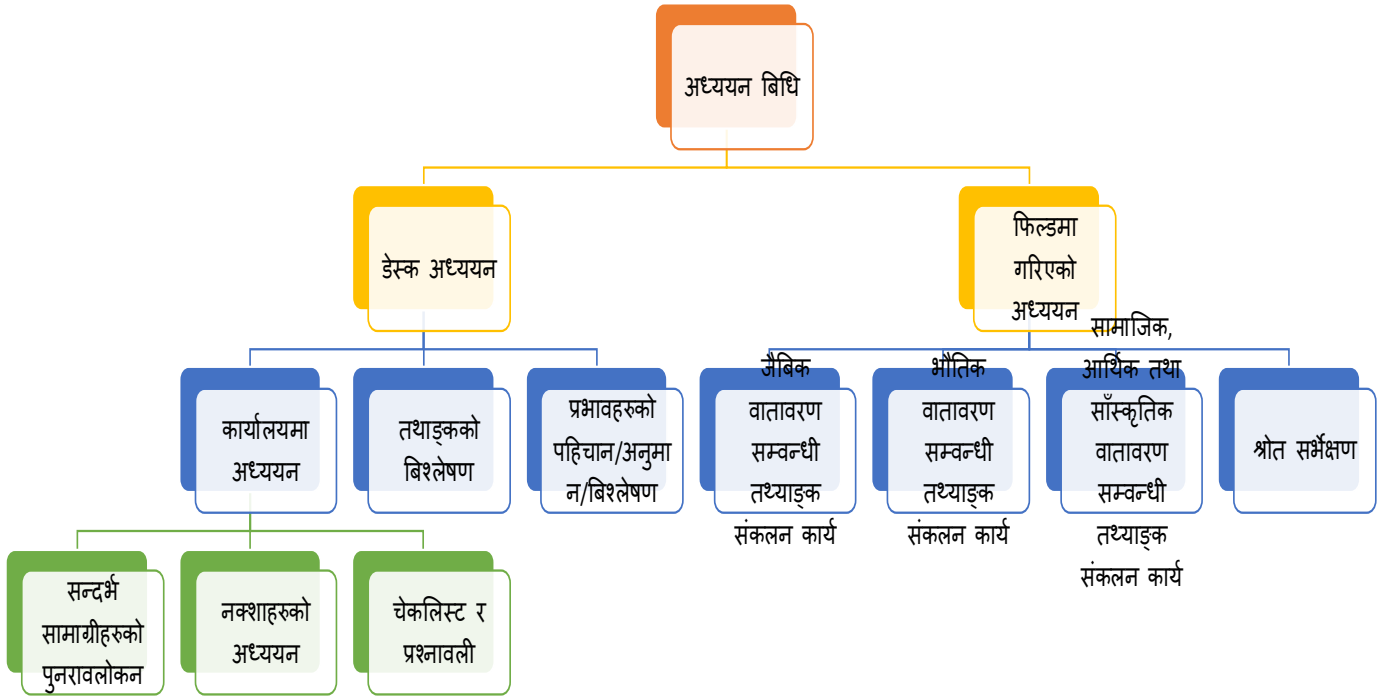 अध्ययन बिधि
डेस्क अध्ययन
फिल्डमा
गरिएको
अध्ययन
कार्यालयमा
अध्ययन
तथाङ्कको
बिश्लेषण
प्रभावहरुको
पहिचान/अनुमा
न/बिश्लेषण
जैबिक
वातावरण
सम्वन्धी
तथ्याङ्क
संकलन कार्य
भौतिक
वातावरण
सम्वन्धी
तथ्याङ्क
संकलन कार्य
सामाजिक,
आर्थिक तथा
साँस्कृतिक
वातावरण
सम्वन्धी
तथ्याङ्क
संकलन कार्य
श्रोत सर्भेक्षण
सन्दर्भ
सामाग्रीहरुको
पुनरावलोकन
नक्शाहरुको
अध्ययन
चेकलिस्ट र
प्रश्नावली